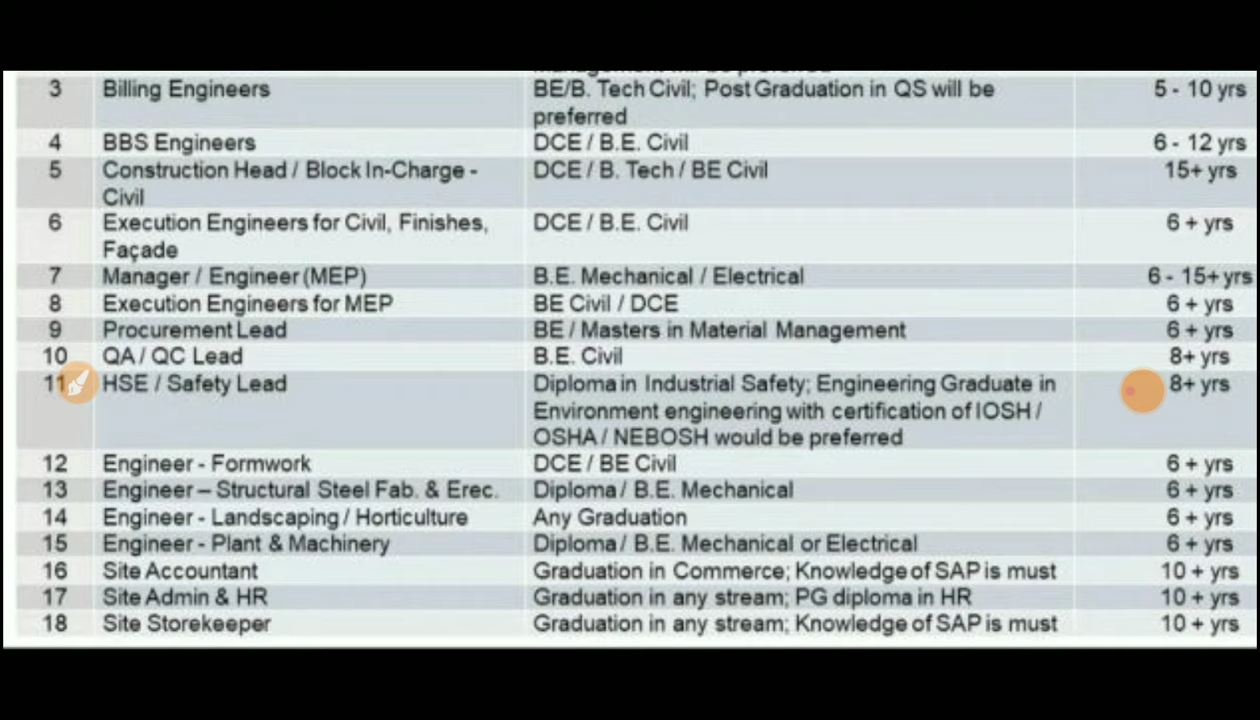 3 Billing Engineers BE/B. Tech Civil; Post Graduation in QS will be 5 - 10 yrs
preferred
4 BBS Engineers DCE / B.E. Civil 6 - 12 yrs
5 Construction Head / Block In-Charge - DCE / B. Tech / BE Civil 15+ yrs
Civil
6 Execution Engineers for Civil, Finishes, DCE / B.E. Civil 6 + yrs
Façade
7 Manager / Engineer (MEP) B.E. Mechanical / Electrical 6 - 15+ yrs
8 Execution Engineers for MEP BE Civil / DCE 6 + yrs
9 Procurement Lead BE / Masters in Material Management 6 + yrs
10 QA / QC Lead B.E. Civil 8+ yrs
11 HSE / Safety Lead Diploma in Industrial Safety; Engineering Graduate in 8+ yrs
Environment engineering with certification of IOSH /
OSHA / NEBOSH would be preferred
12 Engineer - Formwork DCE / BE Civil 6 + yrs
13 Engineer – Structural Steel Fab. & Erec. Diploma / B.E. Mechanical 6 + yrs
14 Engineer - Landscaping / Horticulture Any Graduation 6 + yrs
15 Engineer - Plant & Machinery Diploma / B.E. Mechanical or Electrical 6 + yrs
16 Site Accountant Graduation in Commerce; Knowledge of SAP is must 10 + yrs
17 Site Admin & HR Graduation in any stream; PG diploma in HR 10 + yrs
18 Site Storekeeper Graduation in any stream; Knowledge of SAP is must 10 + yrs